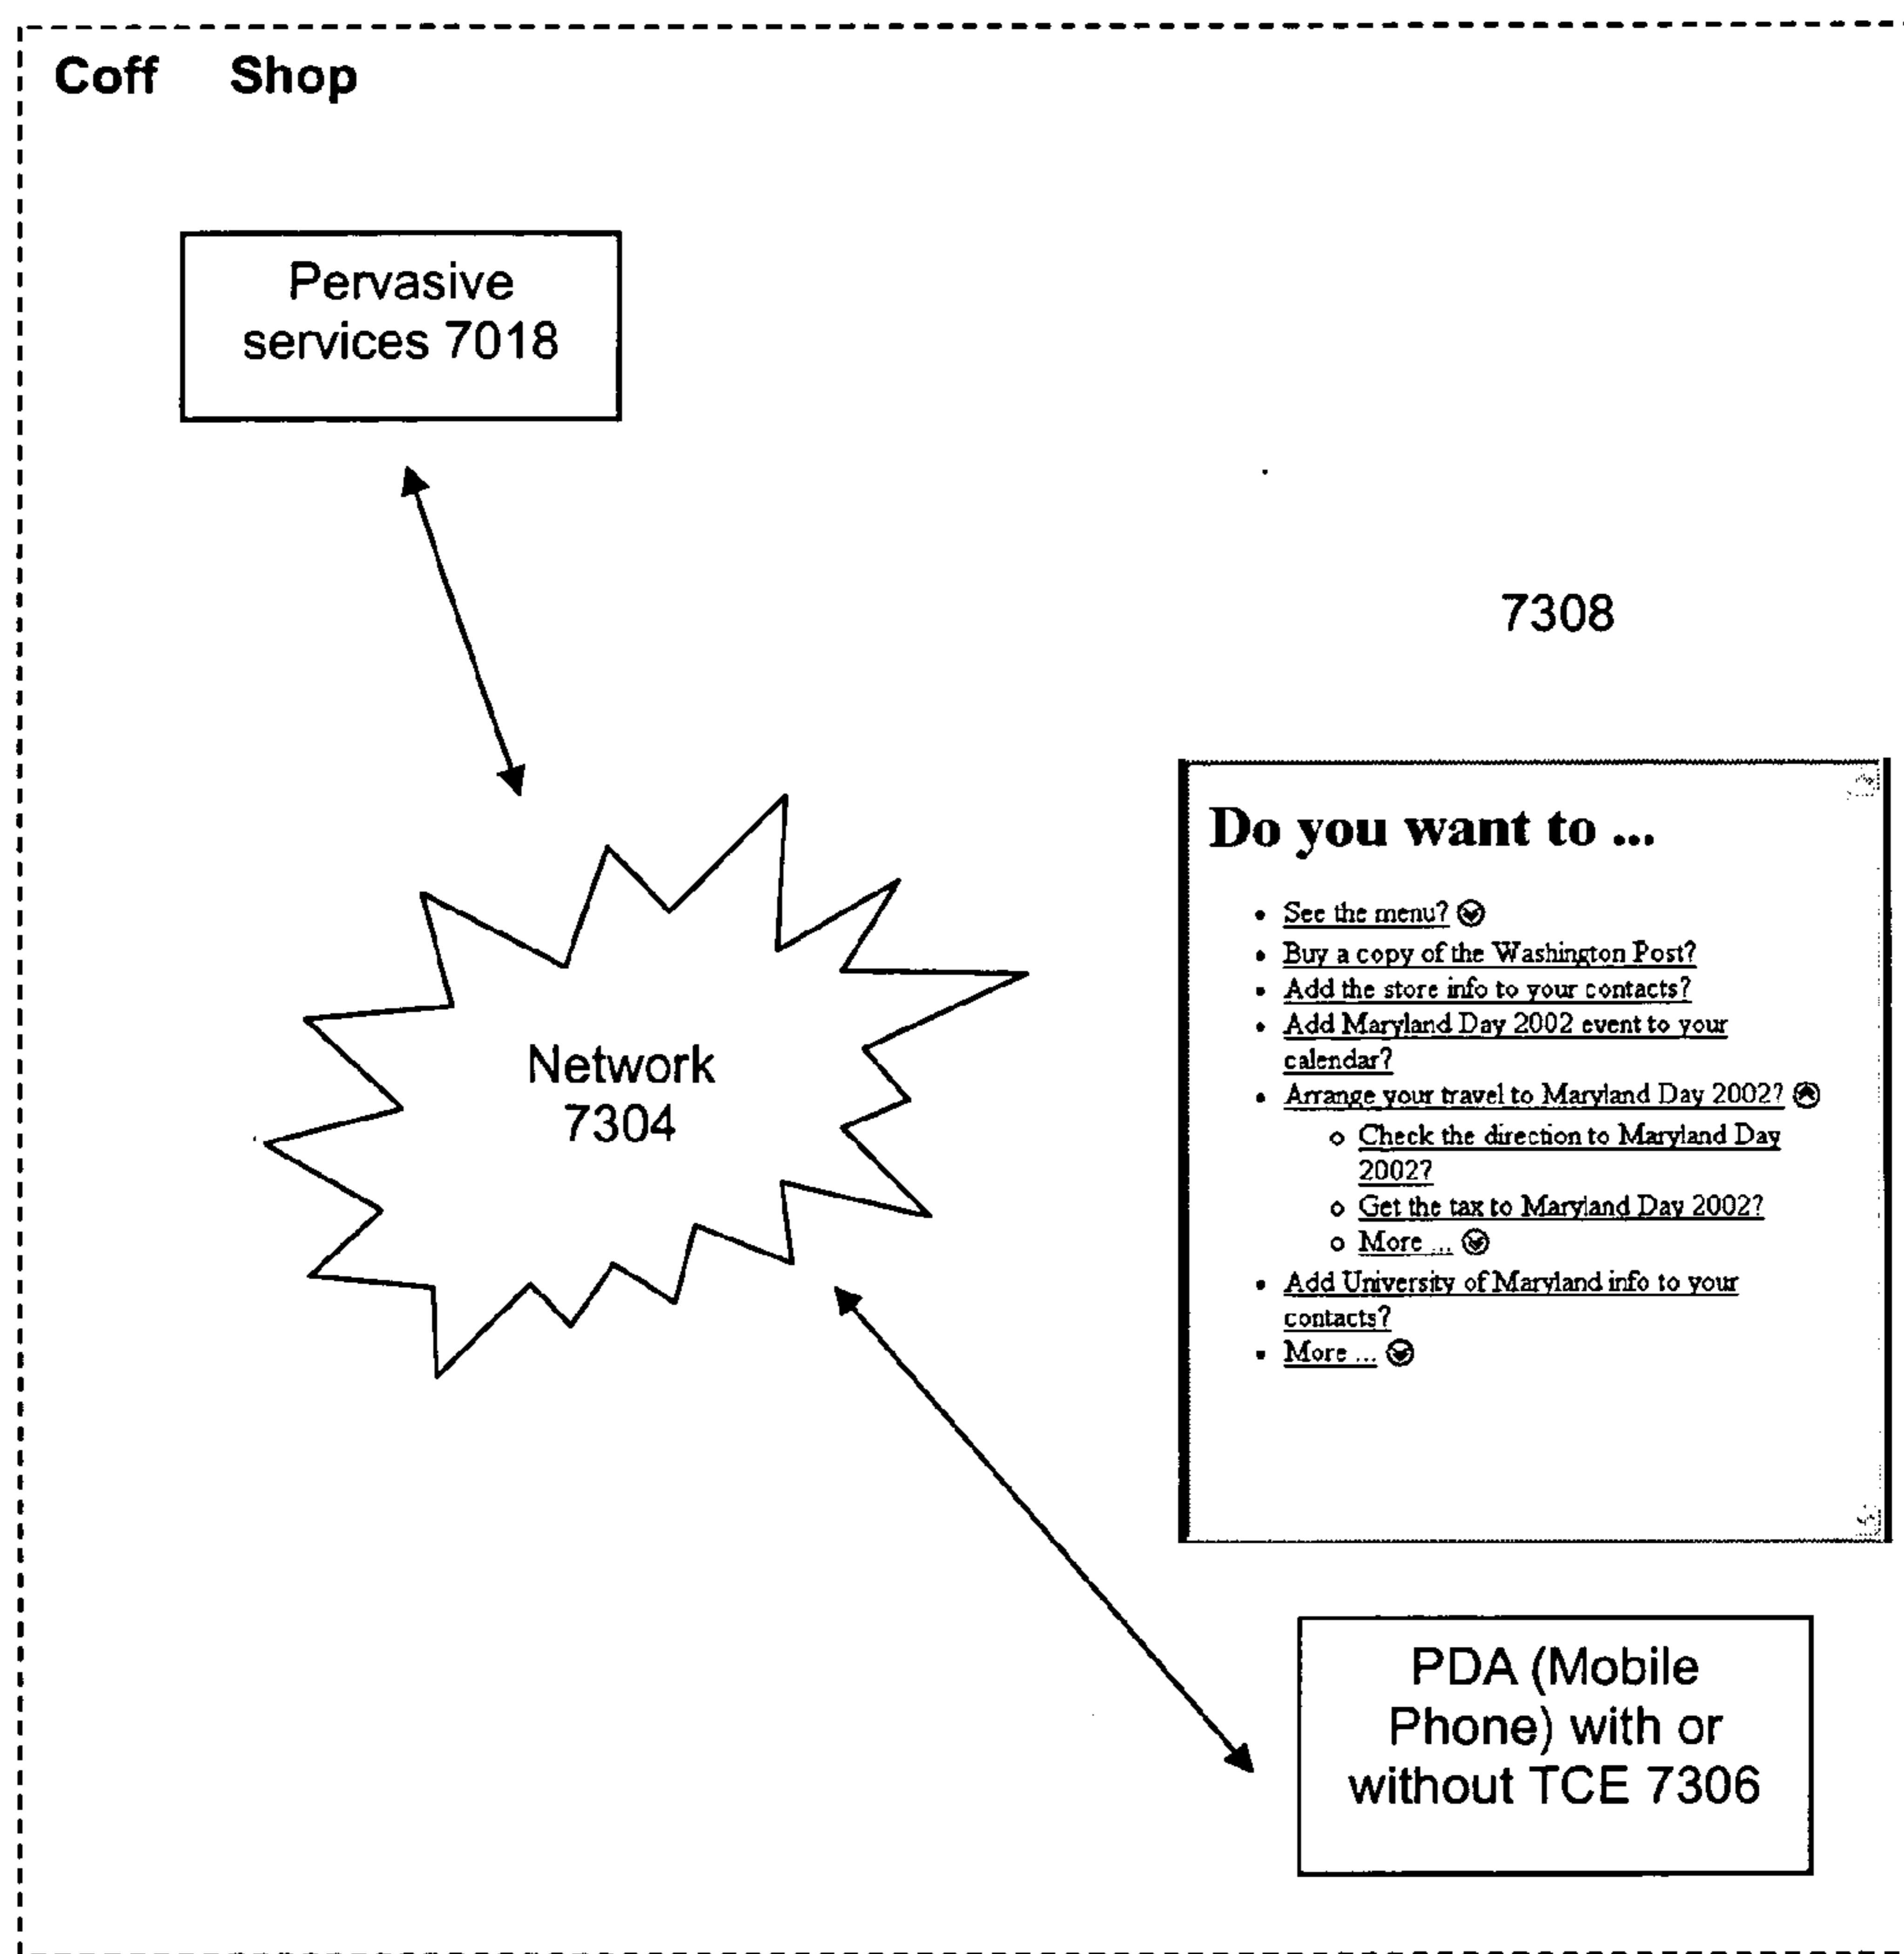 Coff Shop
Pervasive
services 7018
7308
Do you want to ...
See the menu?
Buy a copy of the Washington Post?
Add the store info to your contacts?
Add Maryland Day 2002 event to your
calendar?
Arrange your travel to Maryland Day 2002?
Check the direction to Maryland Day
2002?
Get the tax to Maryland Day 2002?
More ...
Add University of Maryland info to your
contacts?
More ...
Network
7304
PDA (Mobile
Phone) with or
without TCE 7306